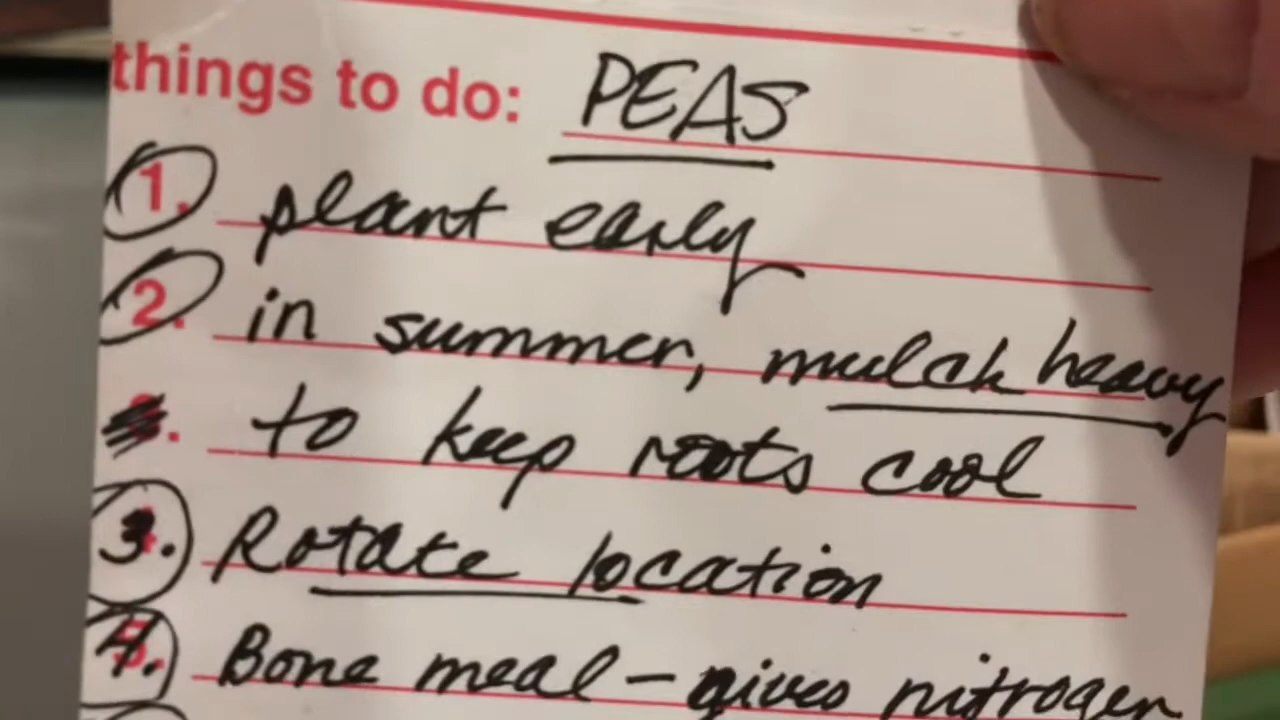 things to do: PEAS
1. plant early
2. in summer, mulch heavy
to keep roots cool
3. Rotate location
4. Bone meal - gives nitrogen